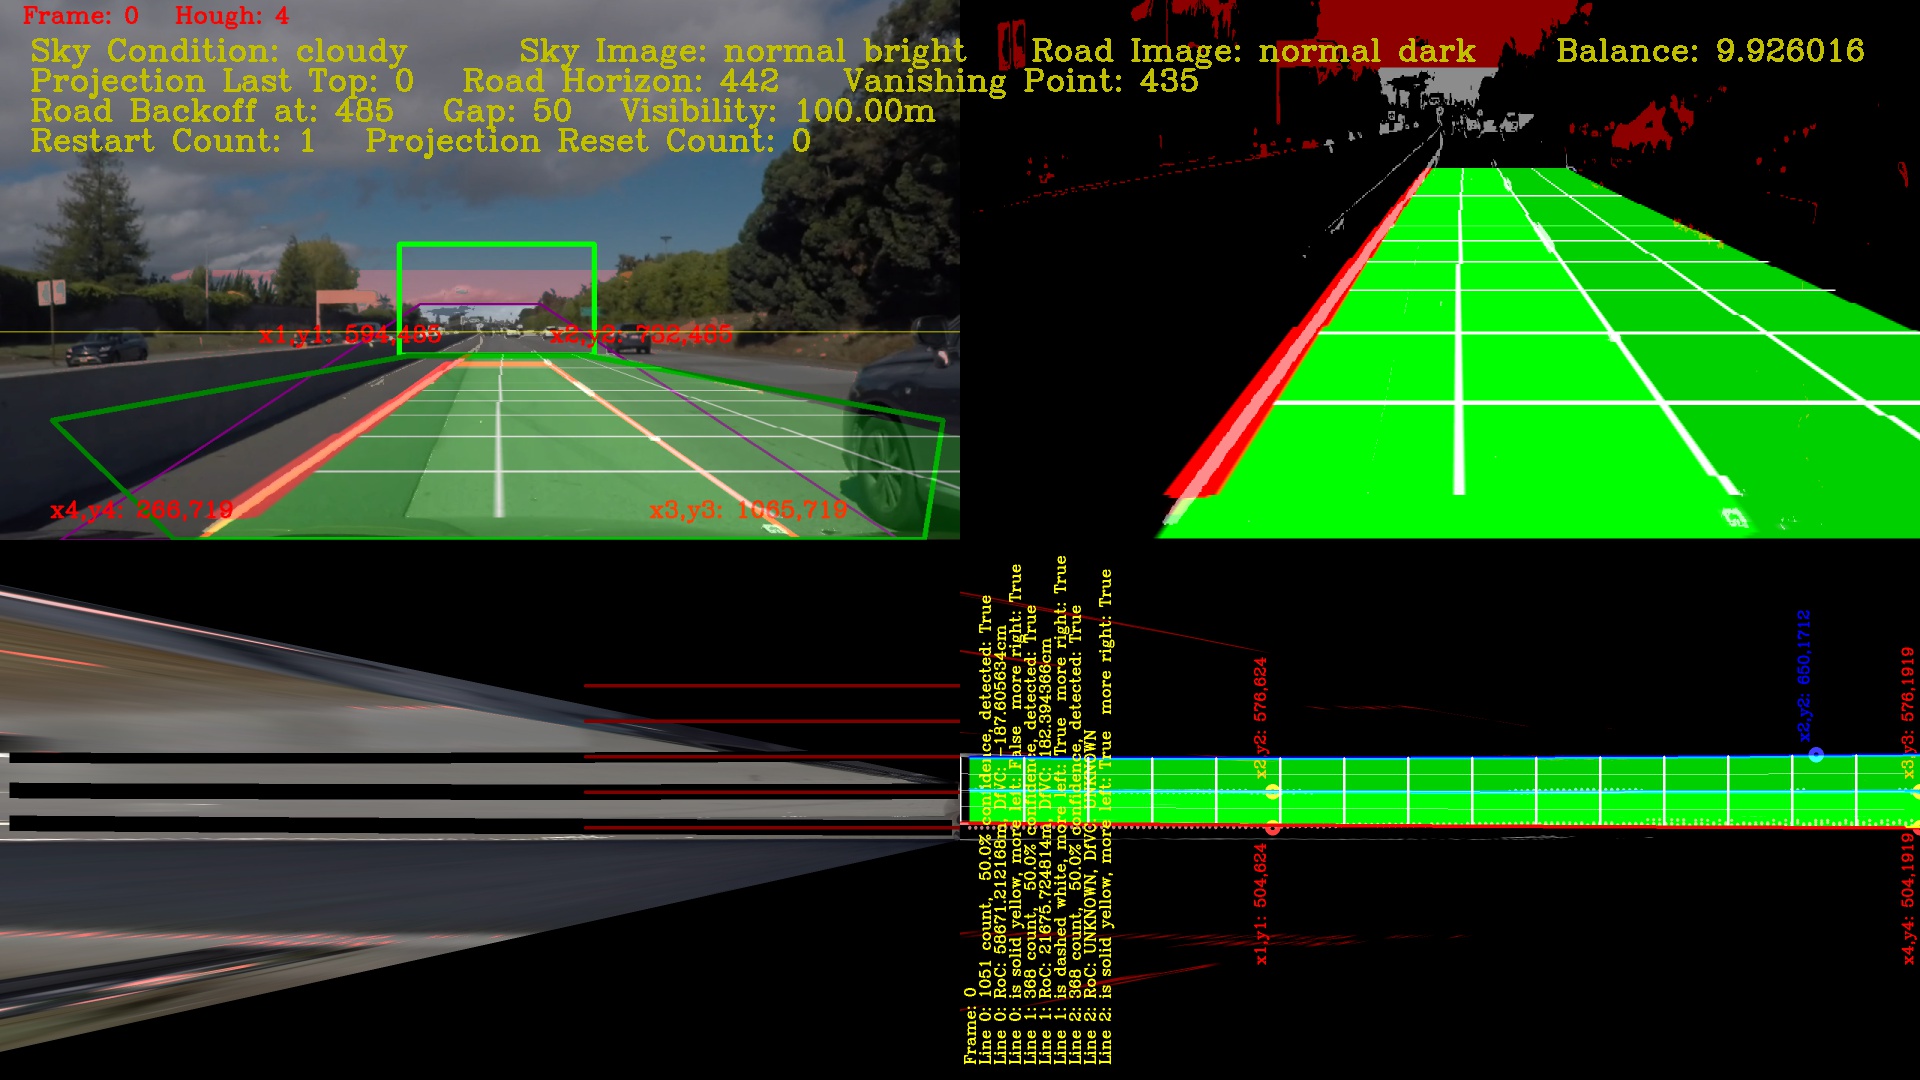 Frame: 0   Hough: 4
Sky Condition: cloudy   Sky Image: normal bright   Road Image: normal dark   Balance: 9.926016
Projection Last Top: 0   Road Horizon: 442   Vanishing Point: 435
Road Backoff at: 485   Gap: 50   Visibility: 100.00m
Restart Count: 1   Projection Reset Count: 0
x1,y1: 594,485   x2,y2: 732,485
x4,y4: 266,719   x3,y3: 1065,719
Frame: 0
Line 0: 1051 count, 50.0% confidence, detected: True
Line 0: RoC: 58671.212168m, DfVC: -187.605634cm
Line 0: is solid yellow, more left: False more right: True
Line 1: 368 count, 50.0% confidence, detected: True
Line 1: RoC: 21675.724814m, DfVC: 182.394366cm
Line 1: is dashed white, more left: True more right: True
Line 2: 368 count, 50.0% confidence, detected: True
Line 2: RoC: UNKNOWN, DfVC: UNKNOWN
Line 2: is solid yellow, more left: True more right: True
x2,y2: 576,624
x1,y1: 504,624
x2,y2: 650,1712
x3,y3: 576,1919
x4,y4: 504,1919